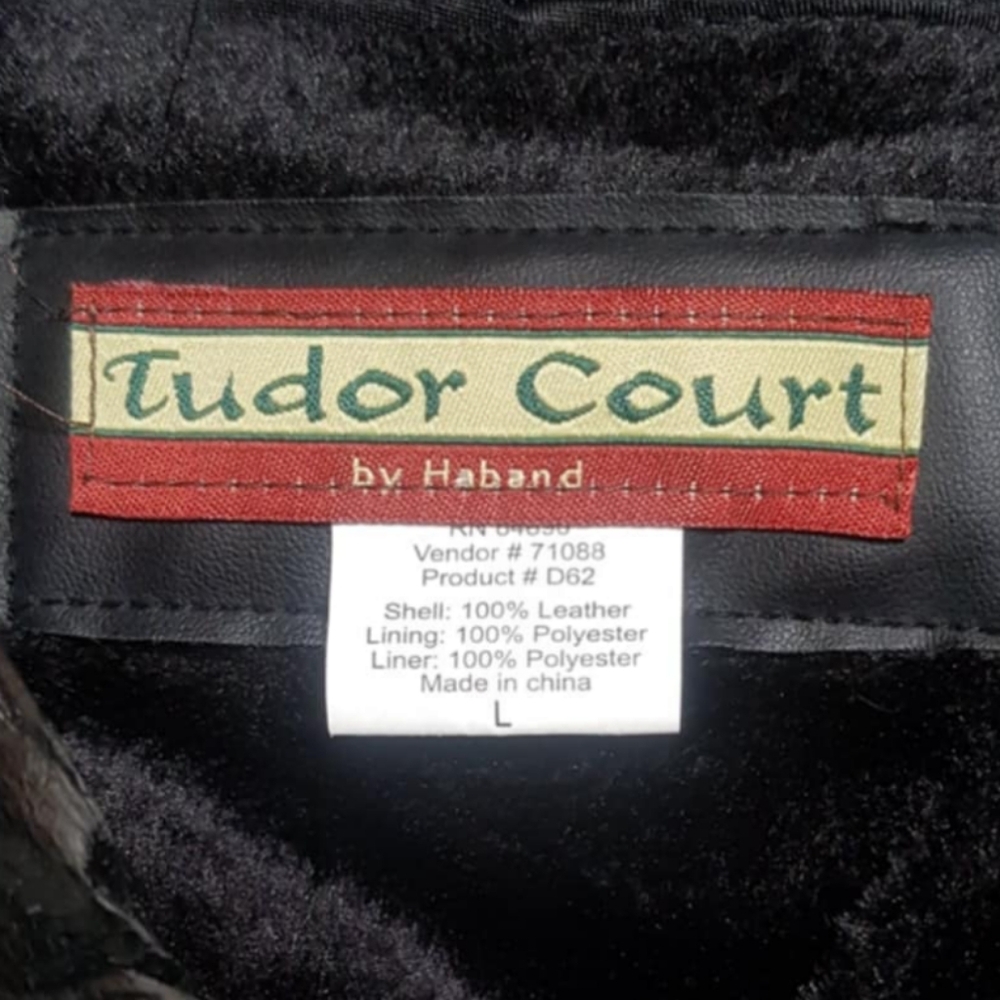 Tudor Court
by Haband
RN
Vendor # 71088
Product # D62
Shell: 100% Leather
Lining: 100% Polyester
Liner: 100% Polyester
Made in china
L